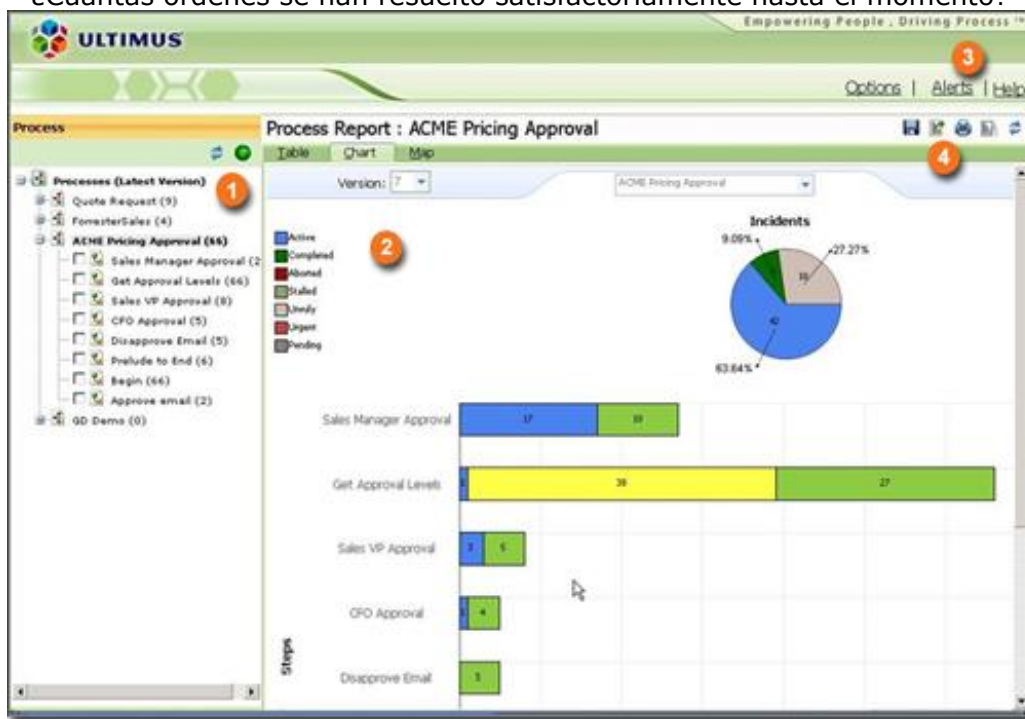 ¿Cuántas órdenes se han resuelto satisfactoriamente hasta el momento?
Empowering People , Driving Process ™
ULTIMUS
3
Options | Alerts | Help
Process
Process Report : ACME Pricing Approval
4
Table Chart Map
Version: 7
ACME Pricing Approval
1
Processes (Latest Version)
Quote Request (9)
ForresterSales (4)
ACME Pricing Approval (66)
Sales Manager Approval (2
Get Approval Levels (66)
Sales VP Approval (8)
CFO Approval (5)
Disapprove Email (5)
Prelude to End (6)
Begin (66)
Approve email (2)
GD Demo (0)
2
Active
Completed
Aborted
Stalled
Unruly
Urgent
Pending
Incidents
9.09%
27.27%
42
63.64%
Sales Manager Approval
17
Get Approval Levels
27
Sales VP Approval
3 5
CFO Approval
4
Disapprove Email
5
Steps